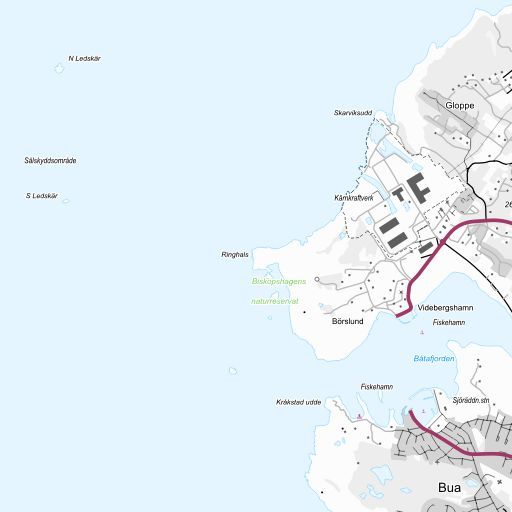 N Ledskär
Gloppe
Skarviksudd
Sälskyddsområde
S Ledskär
Kärnkraftverk
26
Ringhals
Biskopshagens
naturreservat
Videbergshamn
Börslund
Fiskehamn
Båtafjorden
Fiskehamn
Kråkstad udde
Sjöräddn.stn
Bua